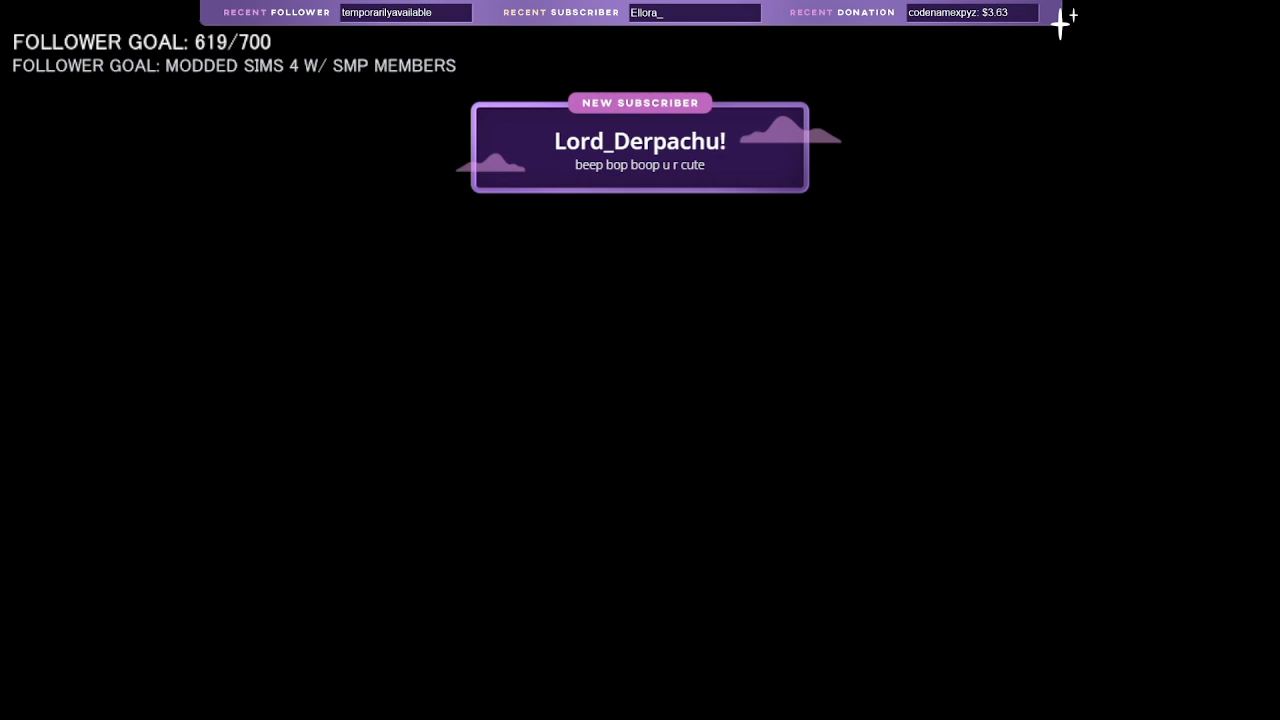 RECENT FOLLOWER temporarilyavailable RECENT SUBSCRIBER Ellora_ RECENT DONATION codenamexpyz: $3.63
FOLLOWER GOAL: 619/700
FOLLOWER GOAL: MODDED SIMS 4 W/ SMP MEMBERS
NEW SUBSCRIBER
Lord_Derpachu!
beep bop boop u r cute